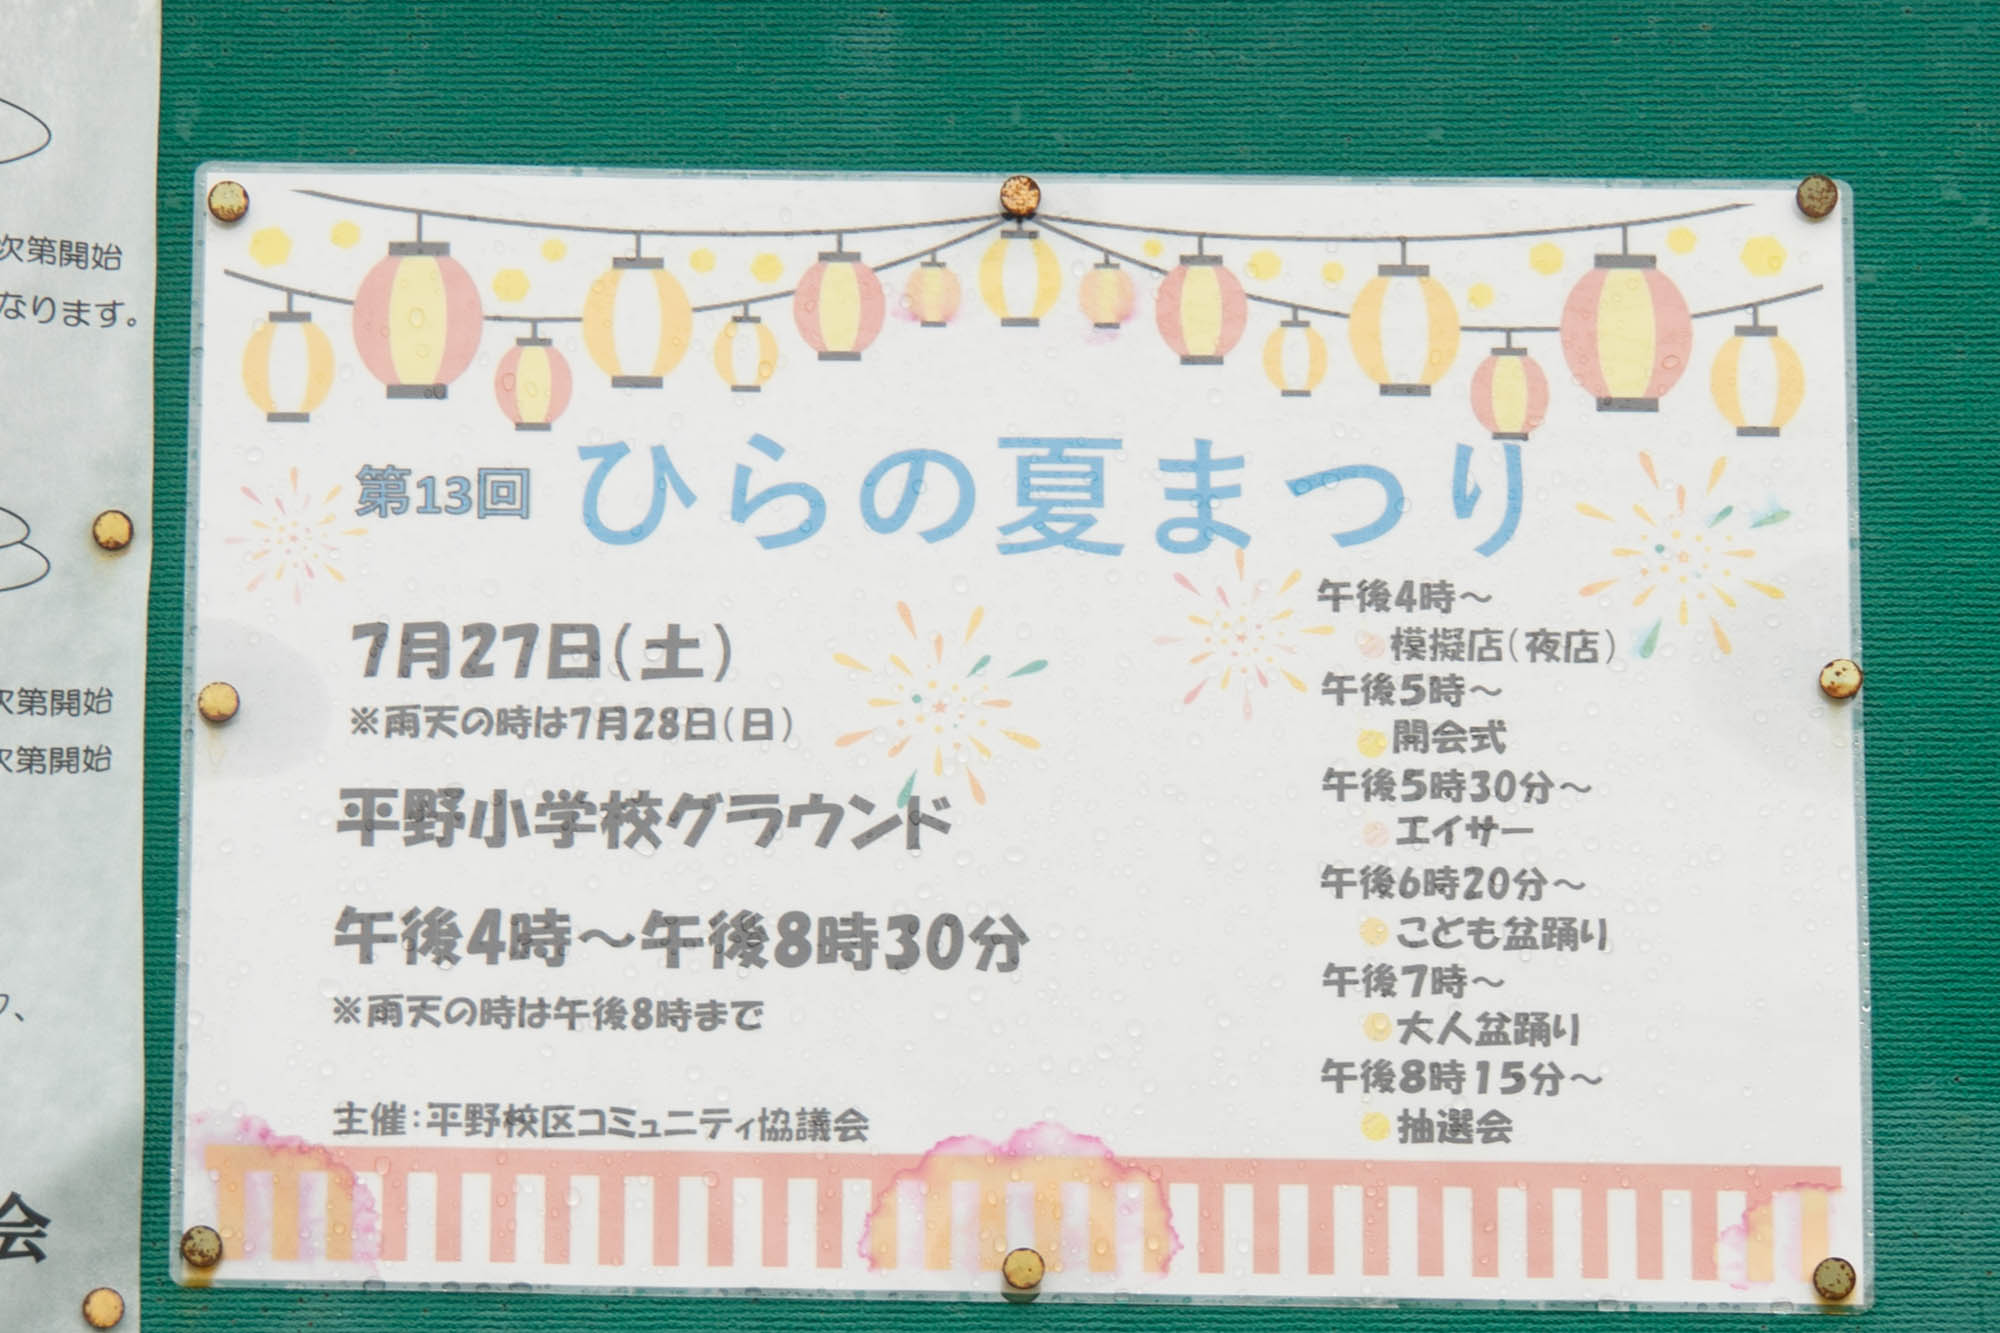 次第開始
なります。
次第開始
次第開始
会
第13回 ひらの夏まつり
7月27日(土)
※雨天の時は7月28日(日)
平野小学校グラウンド
午後4時～午後8時30分
※雨天の時は午後8時まで
主催:平野校区コミュニティ協議会
午後4時～
模擬店(夜店)
午後5時～
開会式
午後5時30分～
エイサー
午後6時20分～
こども盆踊り
午後7時～
大人盆踊り
午後8時15分～
抽選会